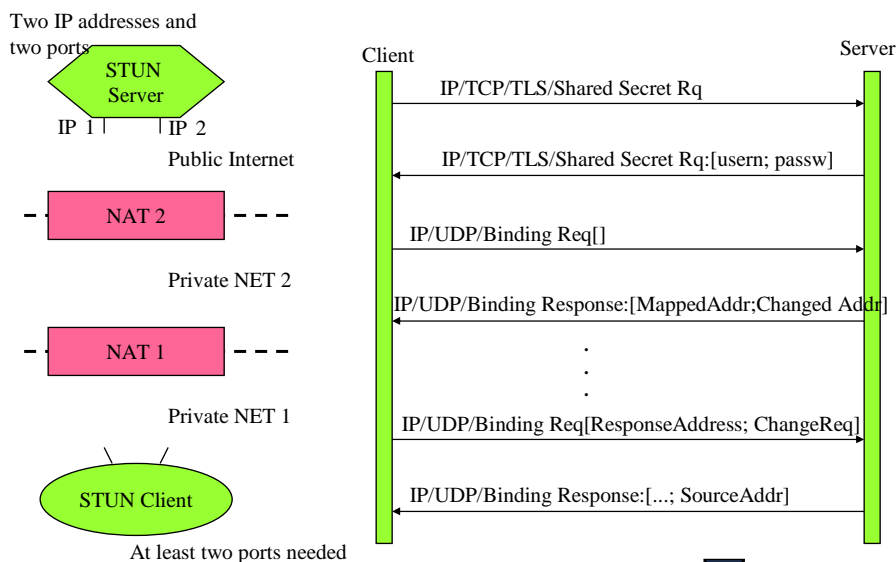 Two IP addresses and
two ports
STUN
Server
IP 1
IP 2
Public Internet
NAT 2
Private NET 2
NAT 1
Private NET 1
STUN Client
At least two ports needed
Client
Server
IP/TCP/TLS/Shared Secret Rq
IP/TCP/TLS/Shared Secret Rq:[usern; passw]
IP/UDP/Binding Req[]
IP/UDP/Binding Response:[MappedAddr;Changed Addr]
.
.
.
IP/UDP/Binding Req[ResponseAddress; ChangeReq]
IP/UDP/Binding Response:[...; SourceAddr]